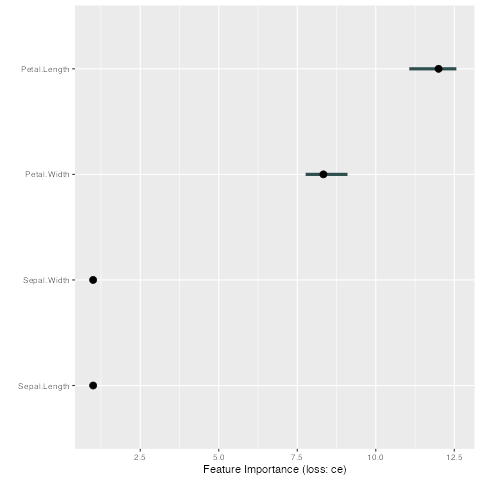 Petal.Length
Petal.Width
Sepal.Width
Sepal.Length
2.5 5.0 7.5 10.0 12.5
Feature Importance (loss: ce)